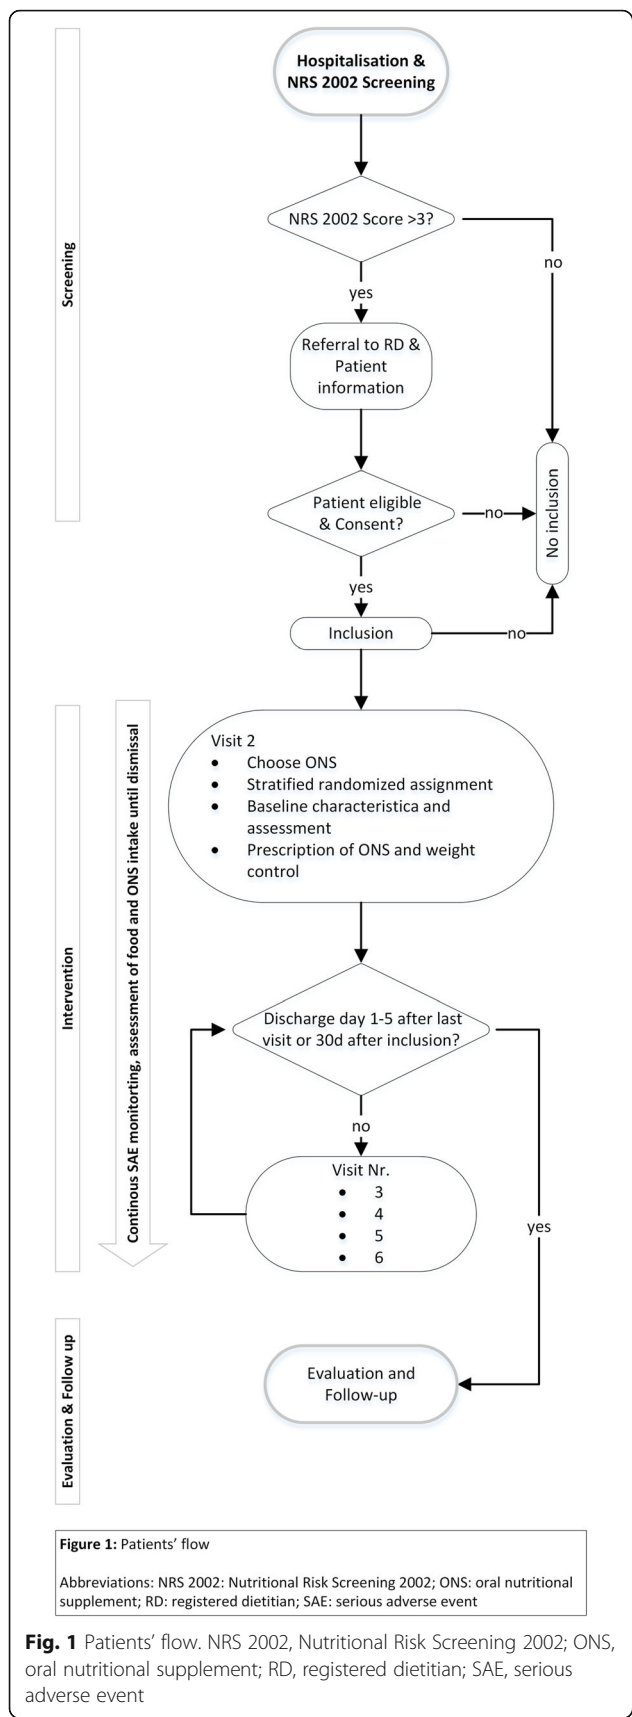 Hospitalisation &
NRS 2002 Screening
NRS 2002 Score >3?
no
yes
Screening
Referral to RD &
Patient
information
Patient eligible
& Consent?
no
No inclusion
yes
Inclusion
no
Visit 2
• Choose ONS
• Stratified randomized assignment
• Baseline characteristica and
assessment
• Prescription of ONS and weight
control
Intervention
Continous SAE monitorting, assessment of food and ONS intake until dismissal
Discharge day 1-5 after last
visit or 30d after inclusion?
no
Visit Nr.
• 3
• 4
• 5
• 6
yes
Evaluation & Follow up
Evaluation and
Follow-up
Figure 1: Patients' flow
Abbreviations: NRS 2002: Nutritional Risk Screening 2002; ONS: oral nutritional
supplement; RD: registered dietitian; SAE: serious adverse event
Fig. 1 Patients' flow. NRS 2002, Nutritional Risk Screening 2002; ONS,
oral nutritional supplement; RD, registered dietitian; SAE, serious
adverse event